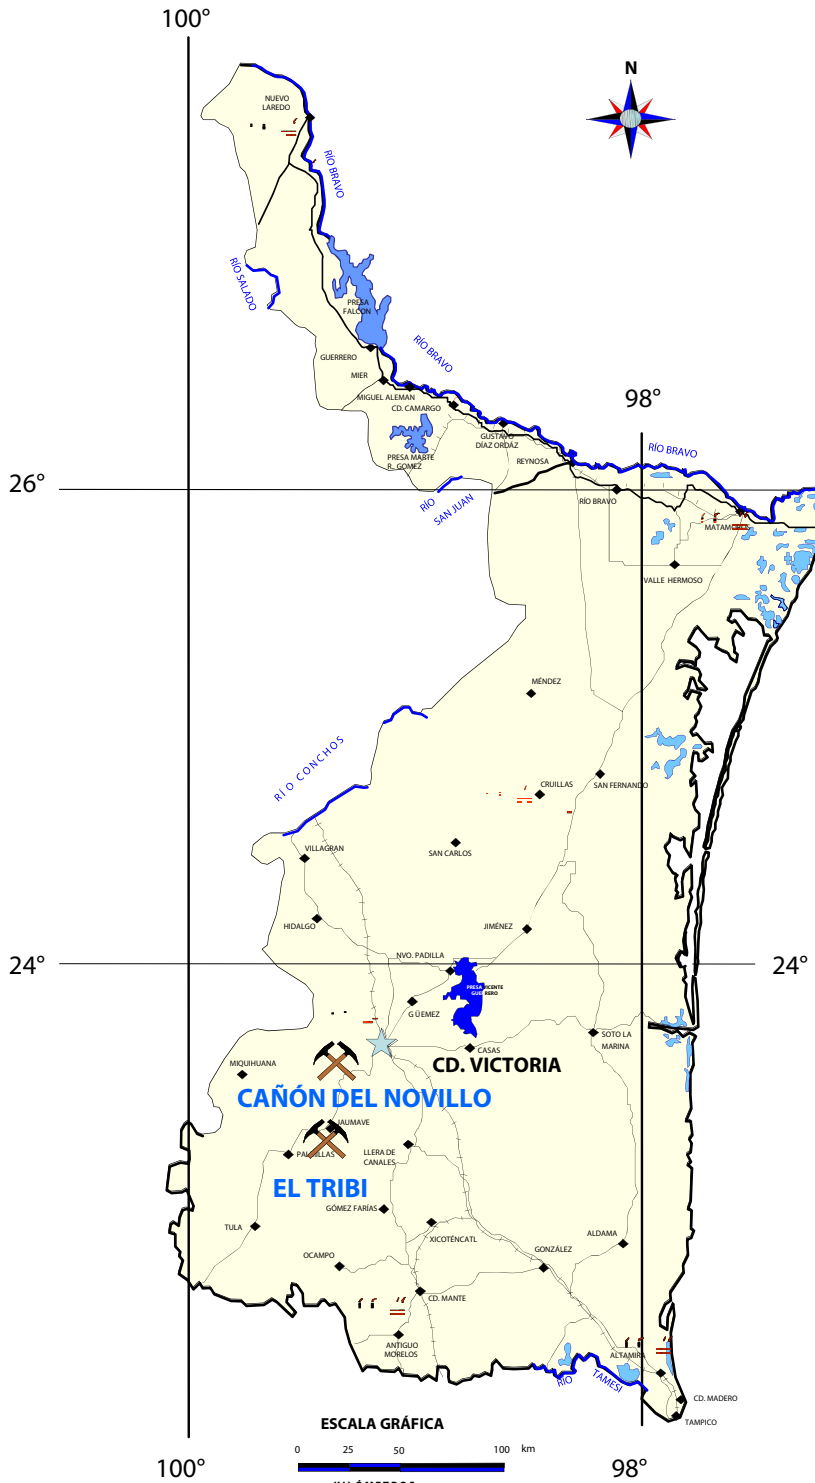 100°
N
NUEVO
LAREDO
RÍO BRAVO
RÍO SALADO
PRESA
FALCON
GUERRERO
RÍO BRAVO
MIER
MIGUEL ALEMAN
CD. CAMARGO
98°
GUSTAVO
DÍAZ ORDÁZ
RÍO BRAVO
PRESA MARTE
R. GOMEZ
REYNOSA
26°
RÍO
SAN JUAN
RÍO BRAVO
MATAMOROS
VALLE HERMOSO
MÉNDEZ
RÍO CONCHOS
CRUILLAS
SAN FERNANDO
VILLAGRAN
SAN CARLOS
HIDALGO
JIMÉNEZ
NVO. PADILLA
24°
24°
PRESA VICENTE
GUERRERO
GÜEMEZ
SOTO LA
MARINA
CASAS
MIQUIHUANA
CD. VICTORIA
CAÑÓN DEL NOVILLO
JAUMAVE
PALMILLAS
LLERA DE
CANALES
EL TRIBI
GÓMEZ FARÍAS
TULA
XICOTÉNCATL
ALDAMA
OCAMPO
GONZÁLEZ
CD. MANTE
ANTIGUO
MORELOS
ALTAMIRA
RÍO
TAMESI
CD. MADERO
TAMPICO
ESCALA GRÁFICA
0 25 50 100 km
100°
98°